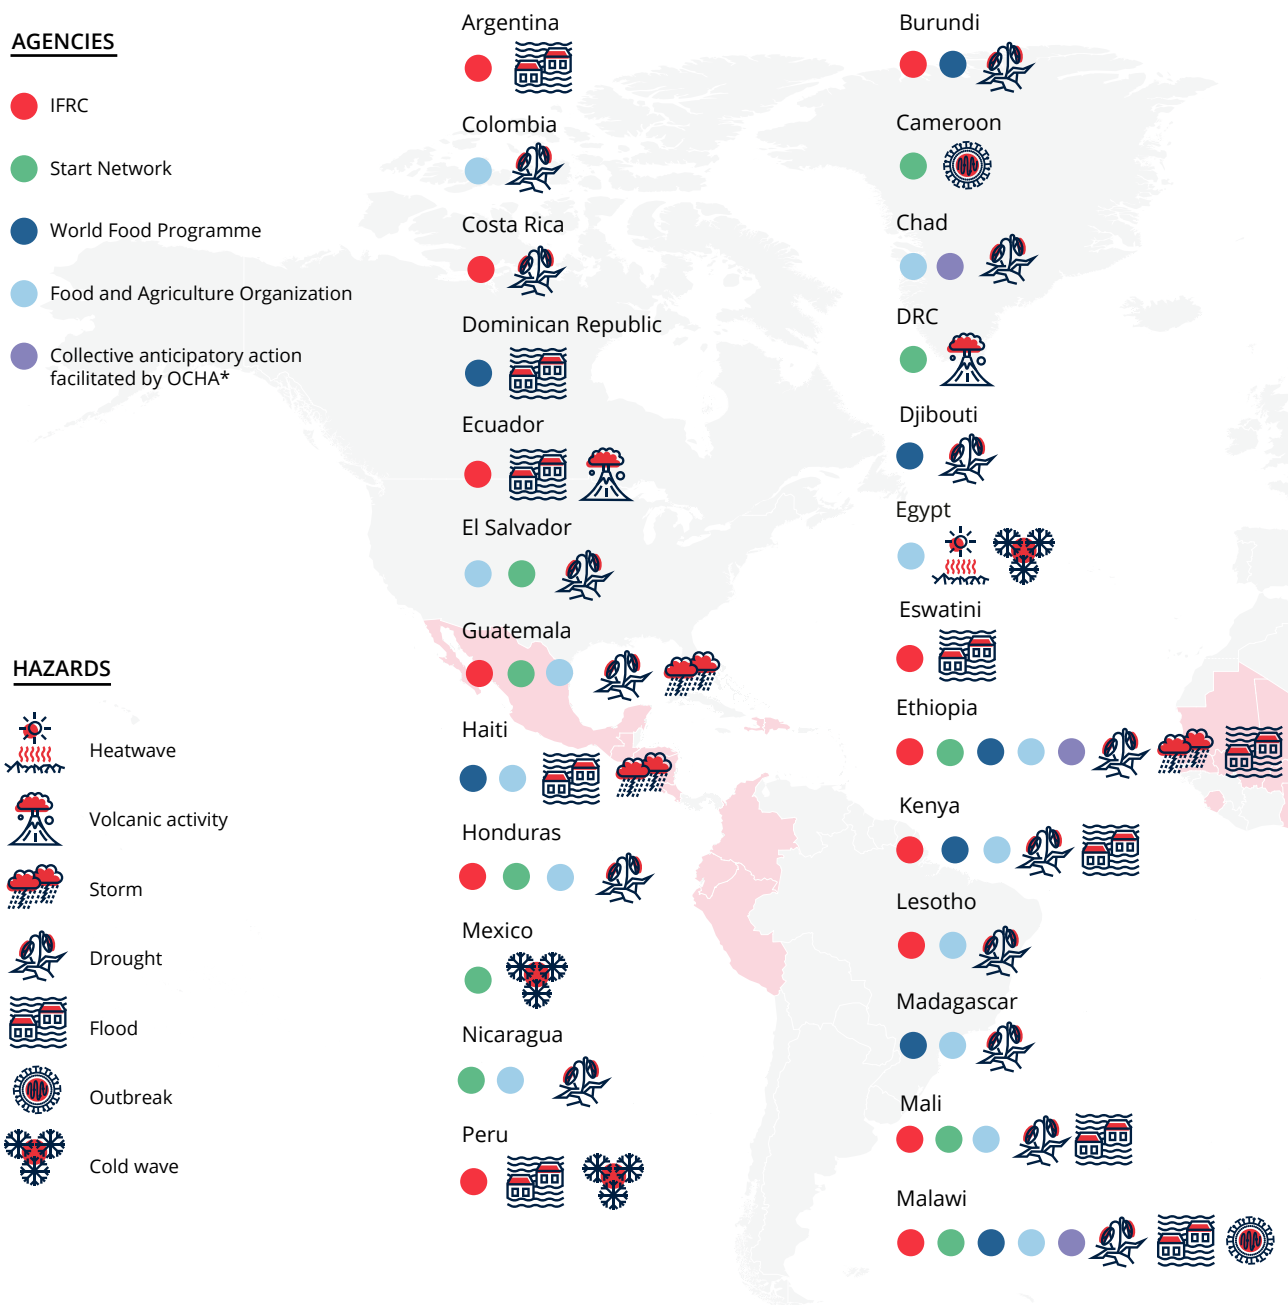 AGENCIES
IFRC
Start Network
World Food Programme
Food and Agriculture Organization
Collective anticipatory action
facilitated by OCHA*
HAZARDS
Heatwave
Volcanic activity
Storm
Drought
Flood
Outbreak
Cold wave
Argentina
Colombia
Costa Rica
Dominican Republic
Ecuador
El Salvador
Guatemala
Haiti
Honduras
Mexico
Nicaragua
Peru
Burundi
Cameroon
Chad
DRC
Djibouti
Egypt
Eswatini
Ethiopia
Kenya
Lesotho
Madagascar
Mali
Malawi